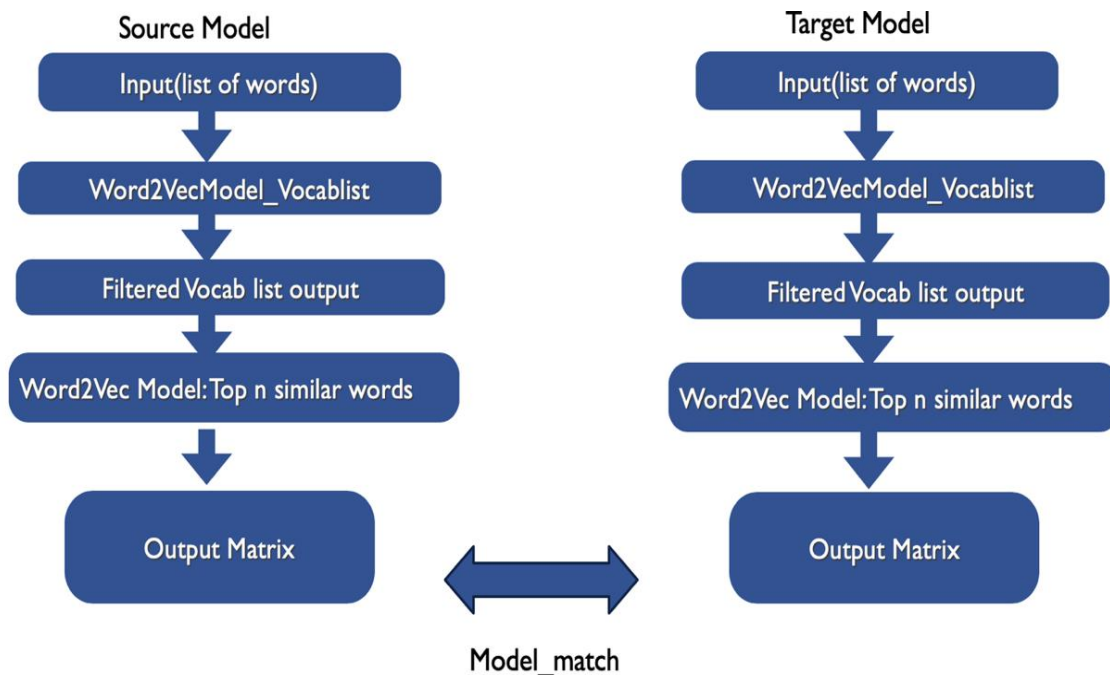 Source Model
Input(list of words)
Word2VecModel_Vocablist
Filtered Vocab list output
Word2Vec Model:Top n similar words
Output Matrix
Target Model
Input(list of words)
Word2VecModel_Vocablist
Filtered Vocab list output
Word2Vec Model:Top n similar words
Output Matrix
Model_match